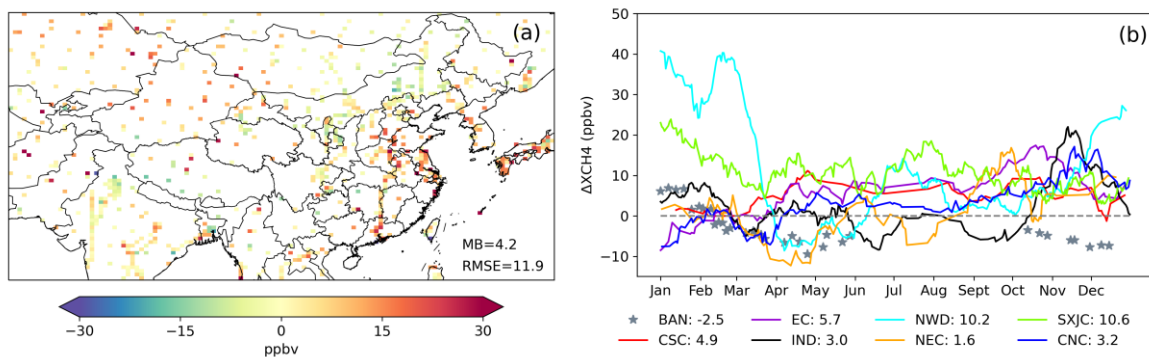 (a)
MB=4.2
RMSE=11.9
−30 −15 0 15 30
ppbv
(b)
ΔXCH4 (ppbv)
50
40
30
20
10
0
−10
Jan Feb Mar Apr May Jun Jul Aug Sept Oct Nov Dec
BAN: -2.5 EC: 5.7 NWD: 10.2 SXJC: 10.6
CSC: 4.9 IND: 3.0 NEC: 1.6 CNC: 3.2